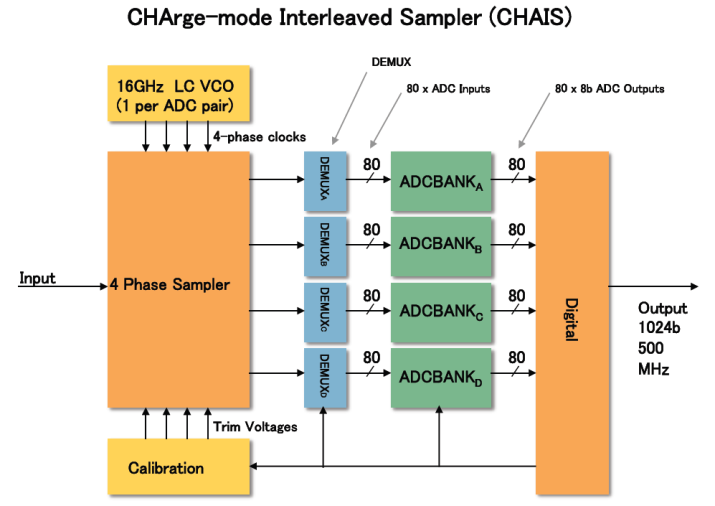 CHArge-mode Interleaved Sampler (CHAIS)
DEMUX
16GHz LC VCO
(1 per ADC pair)
80 x ADC Inputs
80 x 8b ADC Outputs
4-phase clocks
DEMUXA
80
ADCBANKA
80
DEMUXB
80
ADCBANKB
80
Input
4 Phase Sampler
DEMUXC
80
ADCBANKC
80
Digital
Output
1024b
500
MHz
DEMUXD
80
ADCBANKD
80
Trim Voltages
Calibration